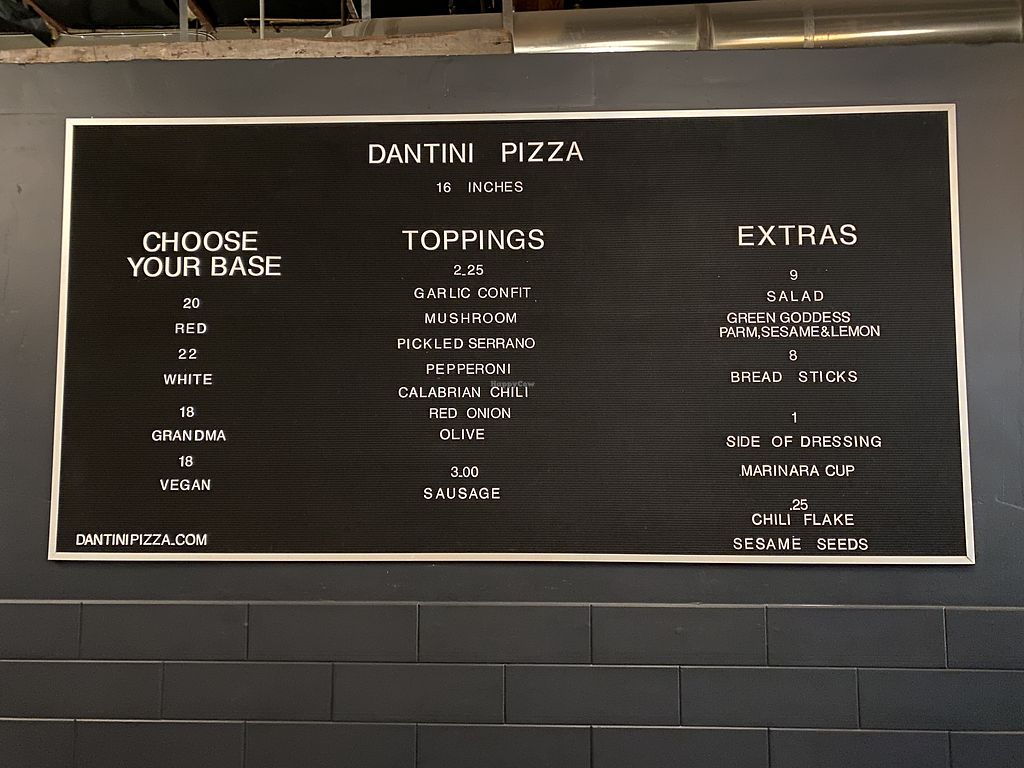 DANTINI PIZZA
16 INCHES
CHOOSE
YOUR BASE
20
RED
22
WHITE
18
GRANDMA
18
VEGAN
DANTINIPIZZA.COM
TOPPINGS
2.25
GARLIC CONFIT
MUSHROOM
PICKLED SERRANO
PEPPERONI
HappyCow
CALABRIAN CHILI
RED ONION
OLIVE
3.00
SAUSAGE
EXTRAS
9
SALAD
GREEN GODDESS
PARM,SESAME&LEMON
8
BREAD STICKS
1
SIDE OF DRESSING
MARINARA CUP
.25
CHILI FLAKE
SESAME SEEDS